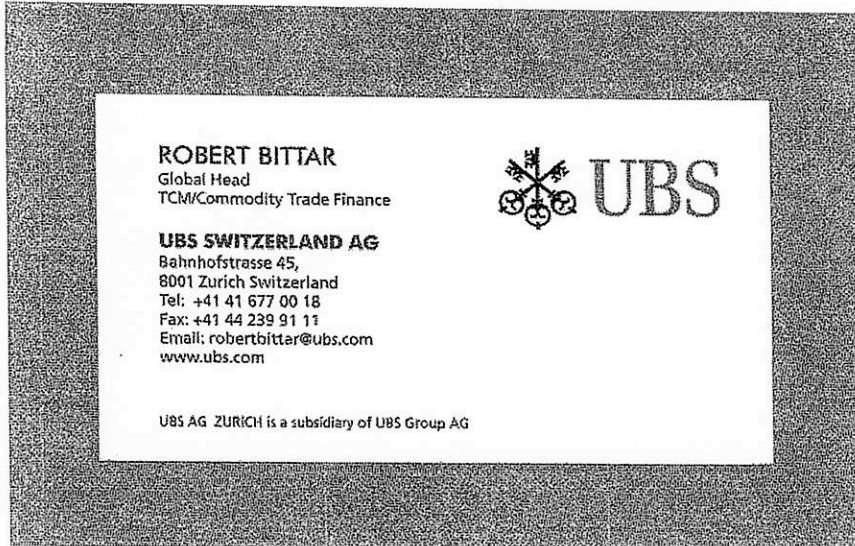 ROBERT BITTAR
Global Head
TCM/Commodity Trade Finance
UBS
UBS SWITZERLAND AG
Bahnhofstrasse 45,
8001 Zurich Switzerland
Tel: +41 41 677 00 18
Fax: +41 44 239 91 11
Email: robertbittar@ubs.com
www.ubs.com
UBS AG ZURICH is a subsidiary of UBS Group AG